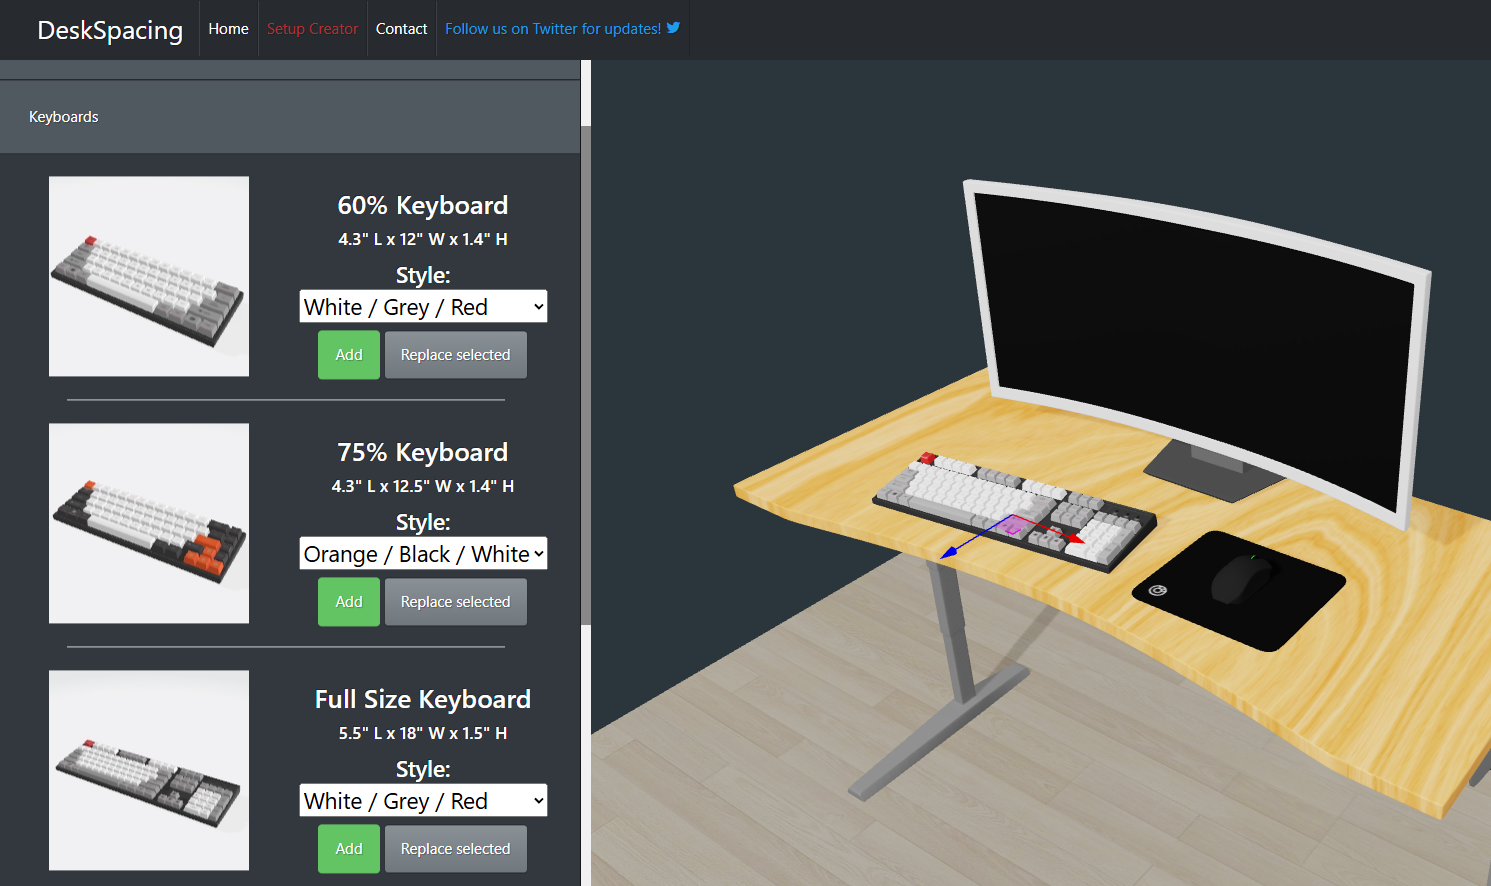 DeskSpacing
Home
Setup Creator
Contact
Follow us on Twitter for updates!
Keyboards
60% Keyboard
4.3" L x 12" W x 1.4" H
Style:
White / Grey / Red
Add
Replace selected
75% Keyboard
4.3" L x 12.5" W x 1.4" H
Style:
Orange / Black / White
Add
Replace selected
Full Size Keyboard
5.5" L x 18" W x 1.5" H
Style:
White / Grey / Red
Add
Replace selected